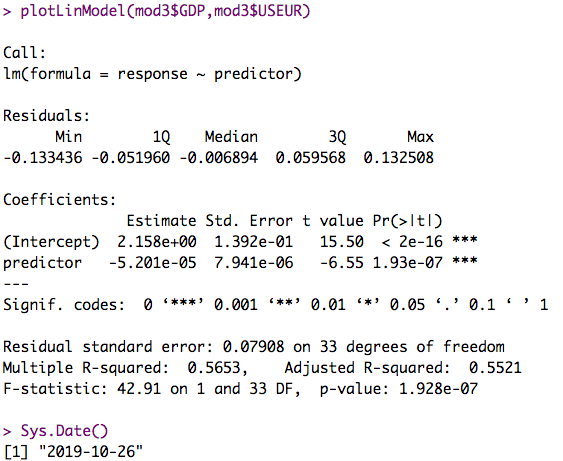 > plotLinModel(mod3$GDP,mod3$USEUR)
Call:
lm(formula = response ~ predictor)
Residuals:
Min 1Q Median 3Q Max
-0.133436 -0.051960 -0.006894 0.059568 0.132508
Coefficients:
Estimate Std. Error t value Pr(>|t|)
(Intercept) 2.158e+00 1.392e-01 15.50 < 2e-16 ***
predictor -5.201e-05 7.941e-06 -6.55 1.93e-07 ***
---
Signif. codes: 0 ‘***’ 0.001 ‘**’ 0.01 ‘*’ 0.05 ‘.’ 0.1 ‘ ’ 1
Residual standard error: 0.07908 on 33 degrees of freedom
Multiple R-squared: 0.5653, Adjusted R-squared: 0.5521
F-statistic: 42.91 on 1 and 33 DF, p-value: 1.928e-07
> Sys.Date()
[1] "2019-10-26"